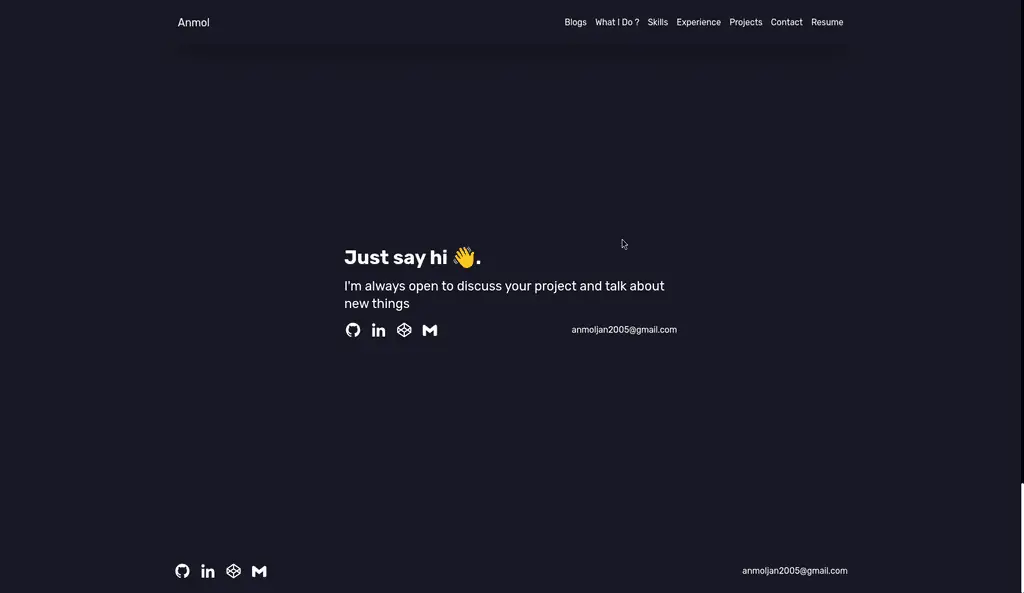 Anmol
Blogs What I Do ? Skills Experience Projects Contact Resume
Just say hi 👋.
I'm always open to discuss your project and talk about
new things
anmoljan2005@gmail.com
anmoljan2005@gmail.com